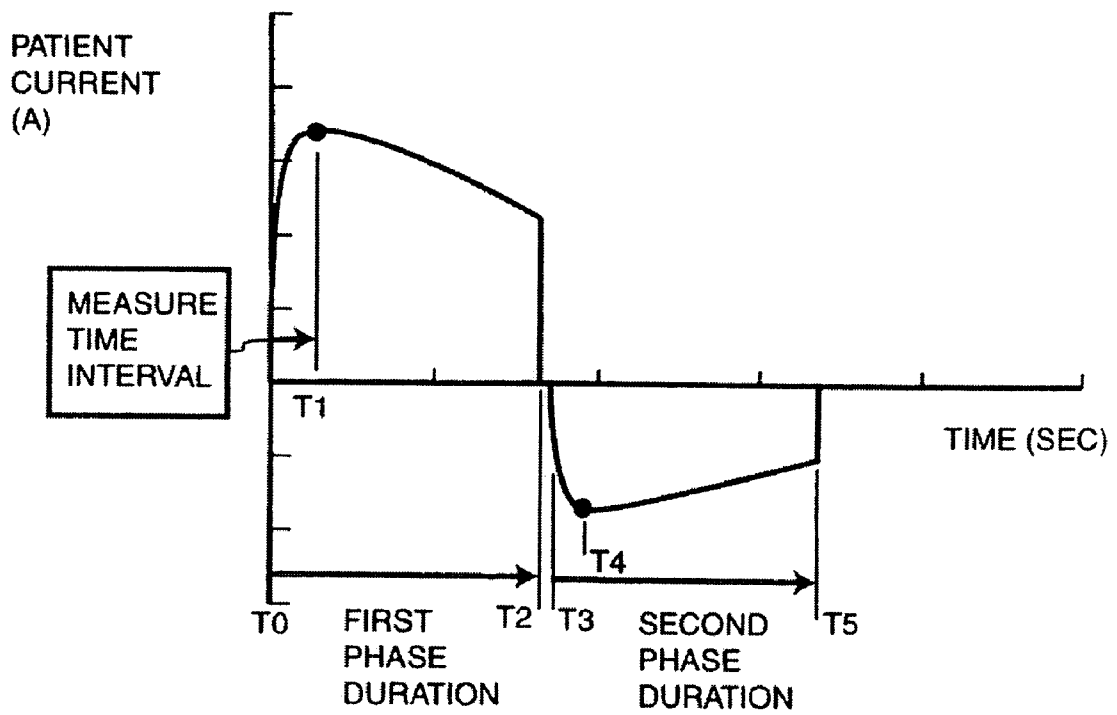 PATIENT
CURRENT
(A)
MEASURE
TIME
INTERVAL
T1
TIME (SEC)
T4
T0
FIRST
PHASE
DURATION
T2
T3
SECOND
PHASE
DURATION
T5